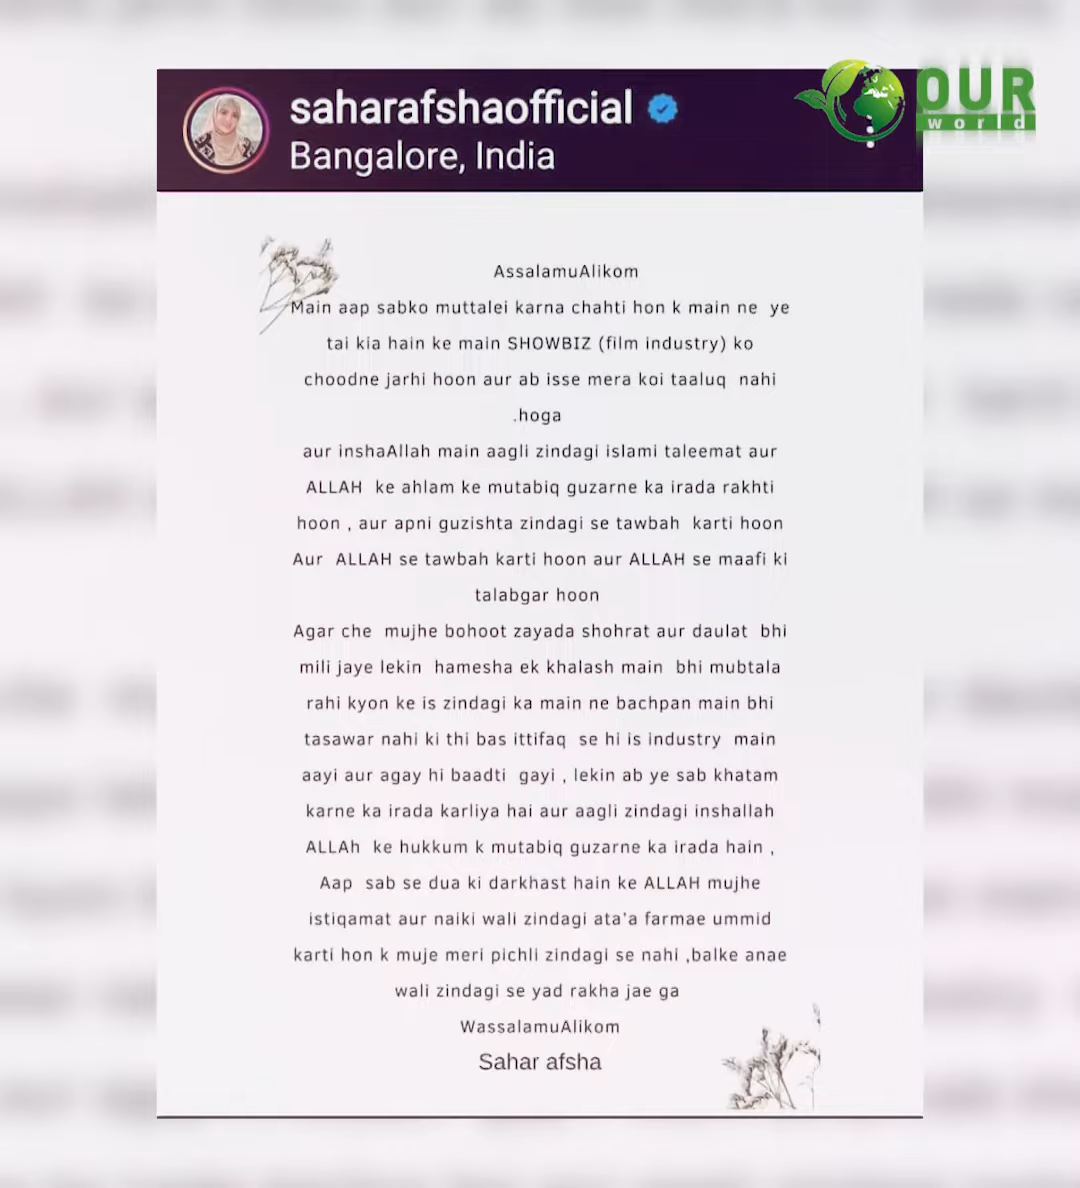 saharafshaofficial
Bangalore, India
OUR
world
AssalamuAlikom
Main aap sabko muttalei karna chahti hon k main ne ye
tai kia hain ke main SHOWBIZ (film industry) ko
choodne jarhi hoon aur ab isse mera koi taaluq nahi
.hoga
aur inshaAllah main aagli zindagi islami taleemat aur
ALLAH ke ahlam ke mutabiq guzarne ka irada rakhti
hoon , aur apni guzishta zindagi se tawbah karti hoon
Aur ALLAH se tawbah karti hoon aur ALLAH se maafi ki
talabgar hoon
Agar che mujhe bohoot zayada shohrat aur daulat bhi
mili jaye lekin hamesha ek khalash main bhi mubtala
rahi kyon ke is zindagi ka main ne bachpan main bhi
tasawar nahi ki thi bas ittifaq se hi is industry main
aayi aur agay hi baadti gayi , lekin ab ye sab khatam
karne ka irada karliya hai aur aagli zindagi inshallah
ALLAh ke hukkum k mutabiq guzarne ka irada hain ,
Aap sab se dua ki darkhast hain ke ALLAH mujhe
istiqamat aur naiki wali zindagi ata'a farmae ummid
karti hon k muje meri pichli zindagi se nahi ,balke anae
wali zindagi se yad rakha jae ga
WassalamuAlikom
Sahar afsha